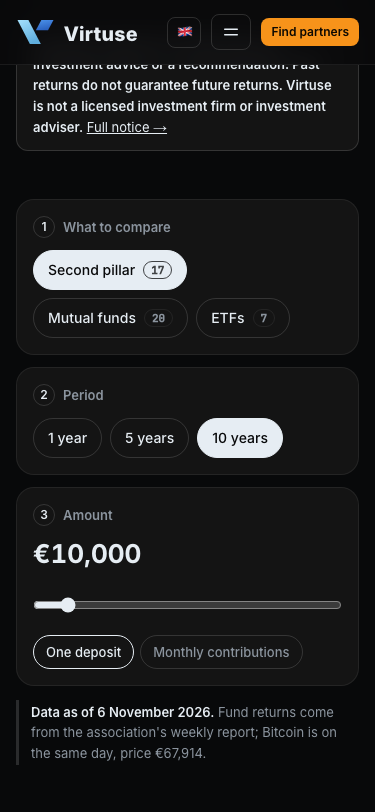 Virtuse
Find partners
investment advice or a recommendation. Past
returns do not guarantee future returns. Virtuse
is not a licensed investment firm or investment
adviser. Full notice →
1 What to compare
Second pillar 17
Mutual funds 20 ETFs 7
2 Period
1 year 5 years 10 years
3 Amount
€10,000
One deposit Monthly contributions
Data as of 6 November 2026. Fund returns come
from the association's weekly report; Bitcoin is on
the same day, price €67,914.